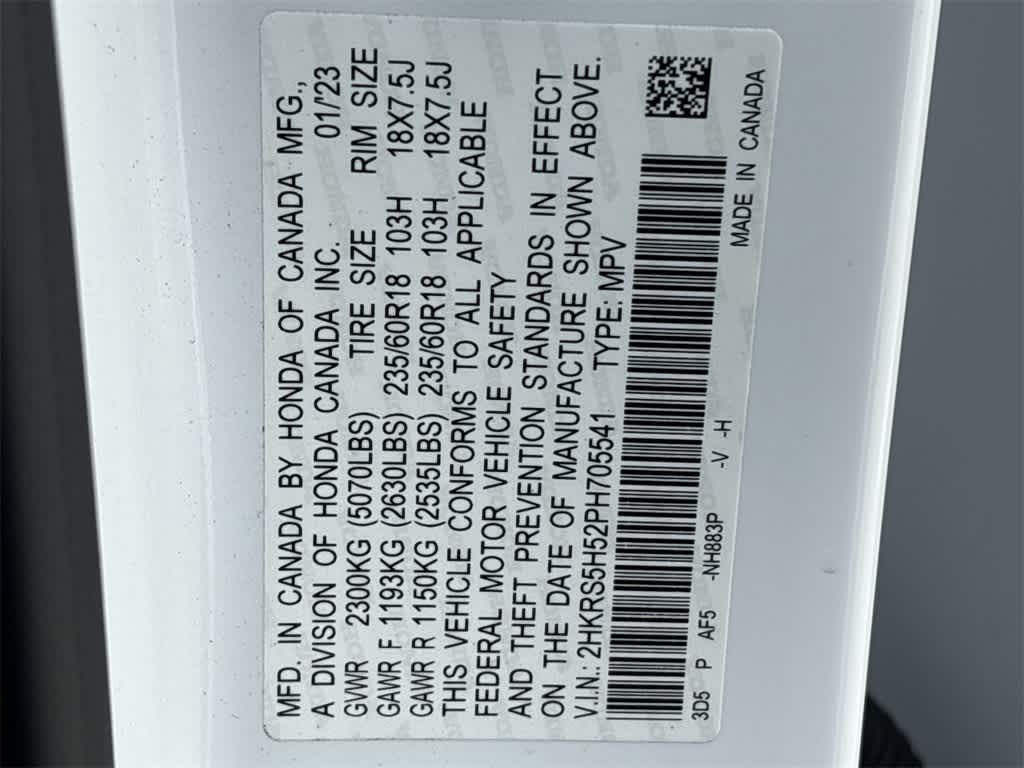 MFD. IN CANADA BY HONDA OF CANADA MFG.,
A DIVISION OF HONDA CANADA INC. 01/'23
GVWR 2300KG (5070LBS) TIRE SIZE RIM SIZE
GAWR F 1193KG (2630LBS) 235/60R18 103H 18X7.5J
GAWR R 1150KG (2535LBS) 235/60R18 103H 18X7.5J
THIS VEHICLE CONFORMS TO ALL APPLICABLE
FEDERAL MOTOR VEHICLE SAFETY
AND THEFT PREVENTION STANDARDS IN EFFECT
ON THE DATE OF MANUFACTURE SHOWN ABOVE.
V.I.N.: 2HKRS5H52PH705541 TYPE: MPV
3D5 P AF5 -NH883P -V -H
MADE IN CANADA